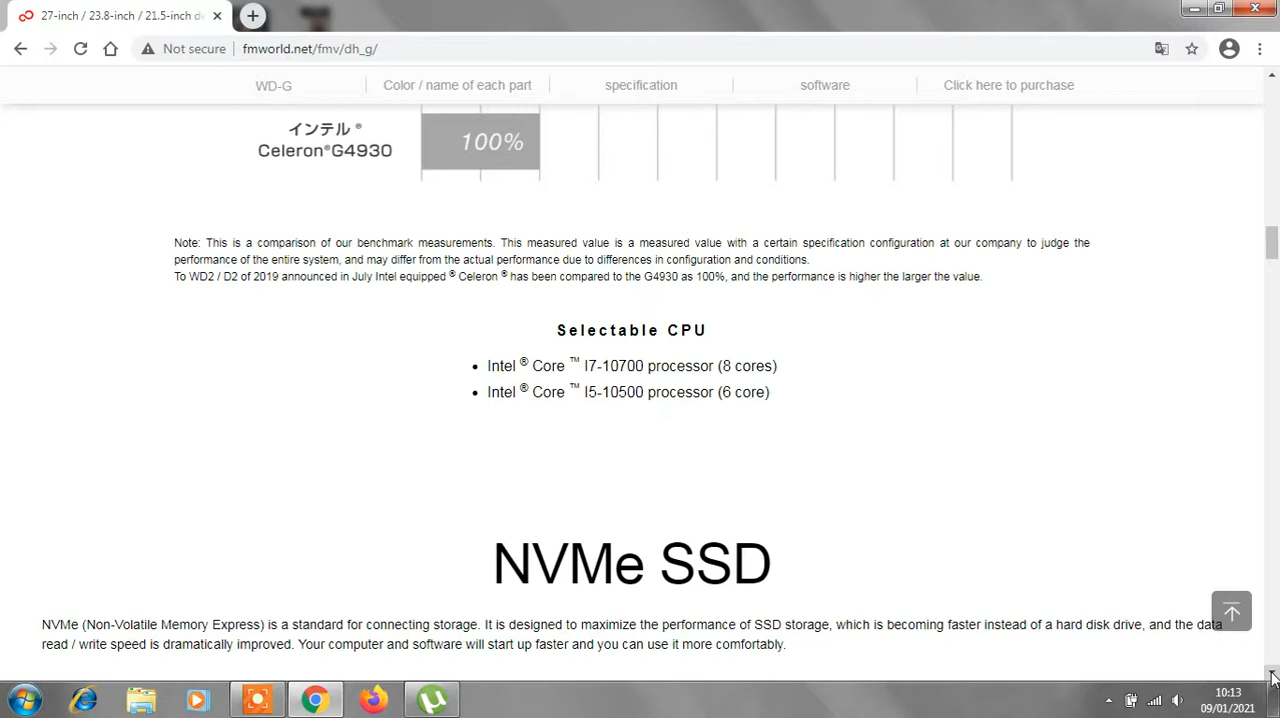 27-inch / 23.8-inch / 21.5-inch de
Not secure
fmworld.net/fmv/dh_g/
WD-G
Color / name of each part
specification
software
Click here to purchase
インテル®
Celeron®G4930
100%
Note: This is a comparison of our benchmark measurements. This measured value is a measured value with a certain specification configuration at our company to judge the
performance of the entire system, and may differ from the actual performance due to differences in configuration and conditions.
To WD2 / D2 of 2019 announced in July Intel equipped ® Celeron ® has been compared to the G4930 as 100%, and the performance is higher the larger the value.
Selectable CPU
• Intel ® Core ™ I7-10700 processor (8 cores)
• Intel ® Core ™ I5-10500 processor (6 core)
NVMe SSD
NVMe (Non-Volatile Memory Express) is a standard for connecting storage. It is designed to maximize the performance of SSD storage, which is becoming faster instead of a hard disk drive, and the data
read / write speed is dramatically improved. Your computer and software will start up faster and you can use it more comfortably.
10:13
09/01/2021